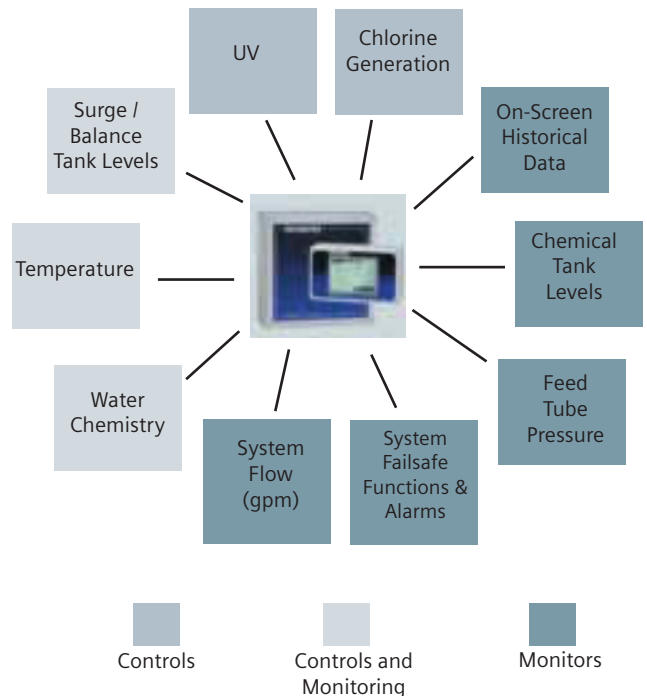 UV
Chlorine
Generation
Surge /
Balance
Tank Levels
On-Screen
Historical
Data
Temperature
Chemical
Tank
Levels
Water
Chemistry
Feed
Tube
Pressure
System
Flow
(gpm)
System
Failsafe
Functions &
Alarms
Controls
Controls and
Monitoring
Monitors